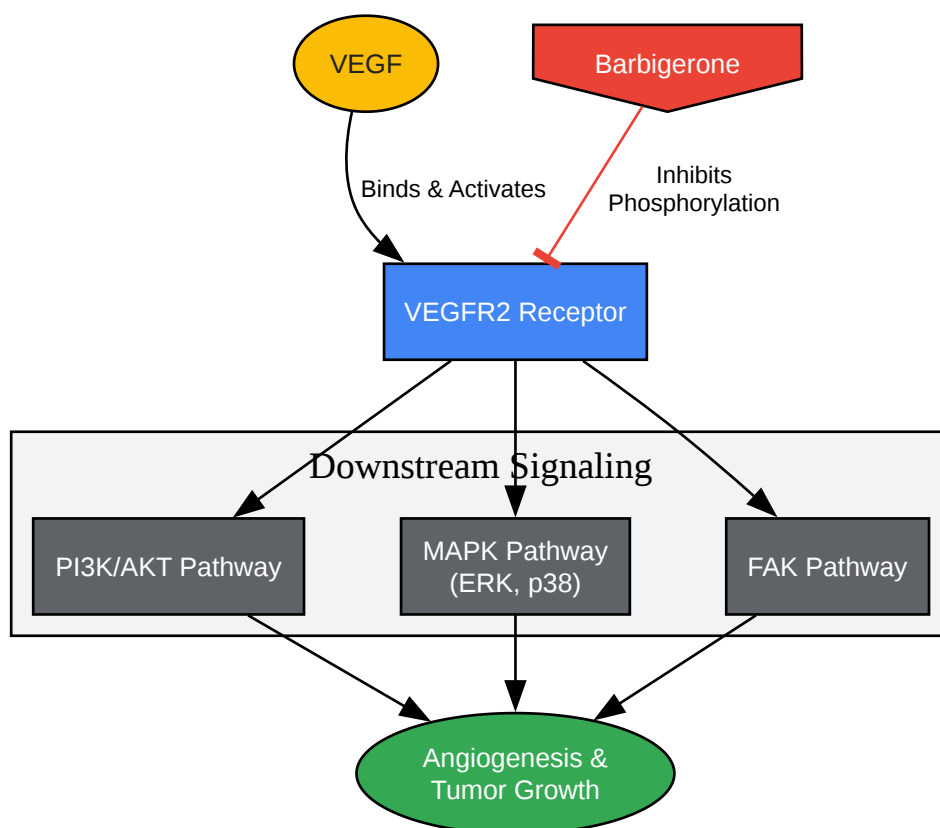 VEGF
Barbigerone
Binds & Activates
Inhibits
Phosphorylation
VEGFR2 Receptor
Downstream Signaling
PI3K/AKT Pathway
MAPK Pathway
(ERK, p38)
FAK Pathway
Angiogenesis &
Tumor Growth